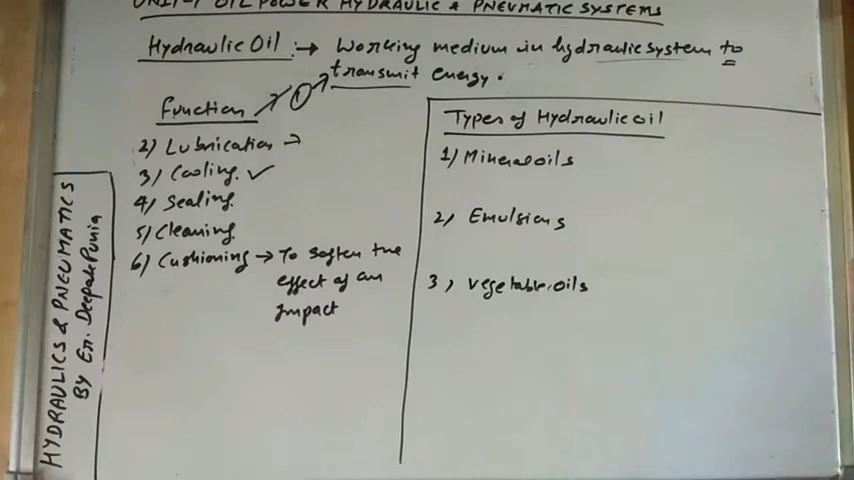 UNIT-7 OIL POWER HYDRAULIC & PNEUMATIC SYSTEMS
Hydraulic Oil :→ Working medium in hydraulic system to
transmit energy.
Function → ①
2) Lubrication →
3) Cooling. ✓
4) Sealing.
5) Cleaning.
6) Cushioning → To soften the
effect of an
Impact
Types of Hydraulic oil
1) Mineral oils
2) Emulsions
3) Vegetable oils
HYDRAULICS & PNEUMATICS
BY Er. Deepak Punia